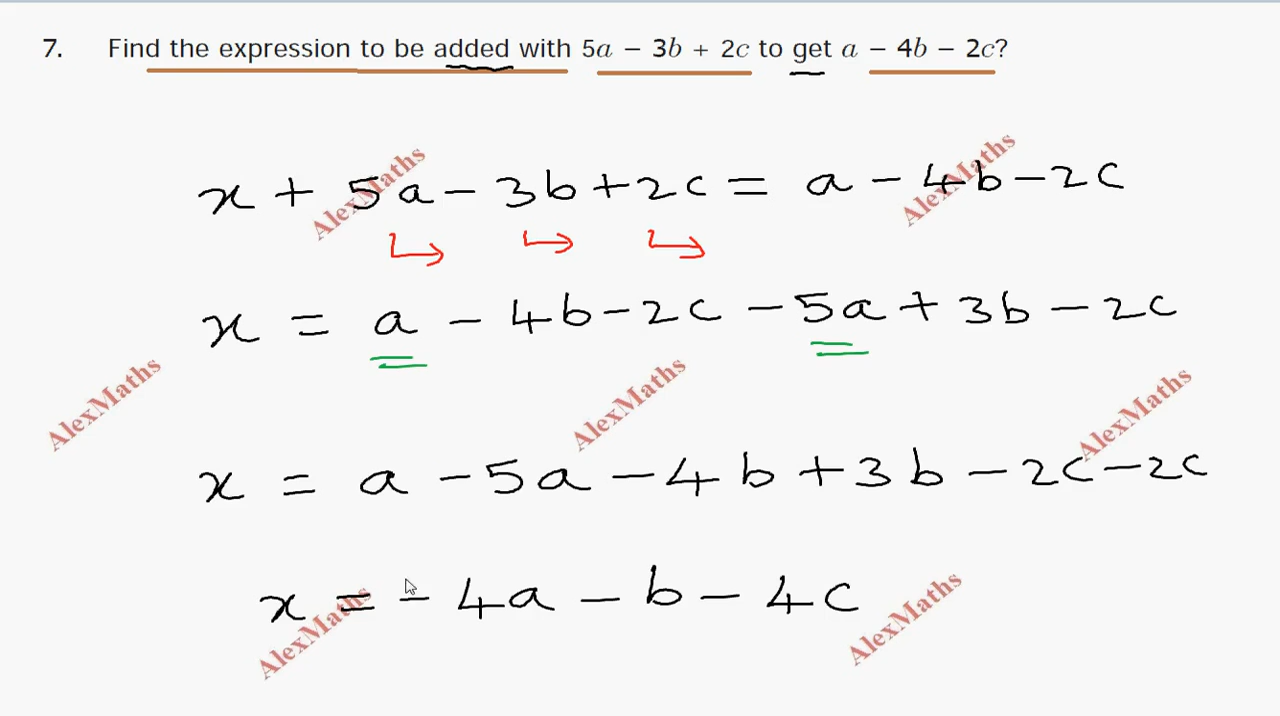 7. Find the expression to be added with 5a − 3b + 2c to get a − 4b − 2c?
x + 5a − 3b + 2c = a − 4b − 2c
AlexMaths
AlexMaths
x = a − 4b − 2c − 5a + 3b − 2c
AlexMaths
AlexMaths
AlexMaths
x = a − 5a − 4b + 3b − 2c − 2c
x = − 4a − b − 4c
AlexMaths
AlexMaths